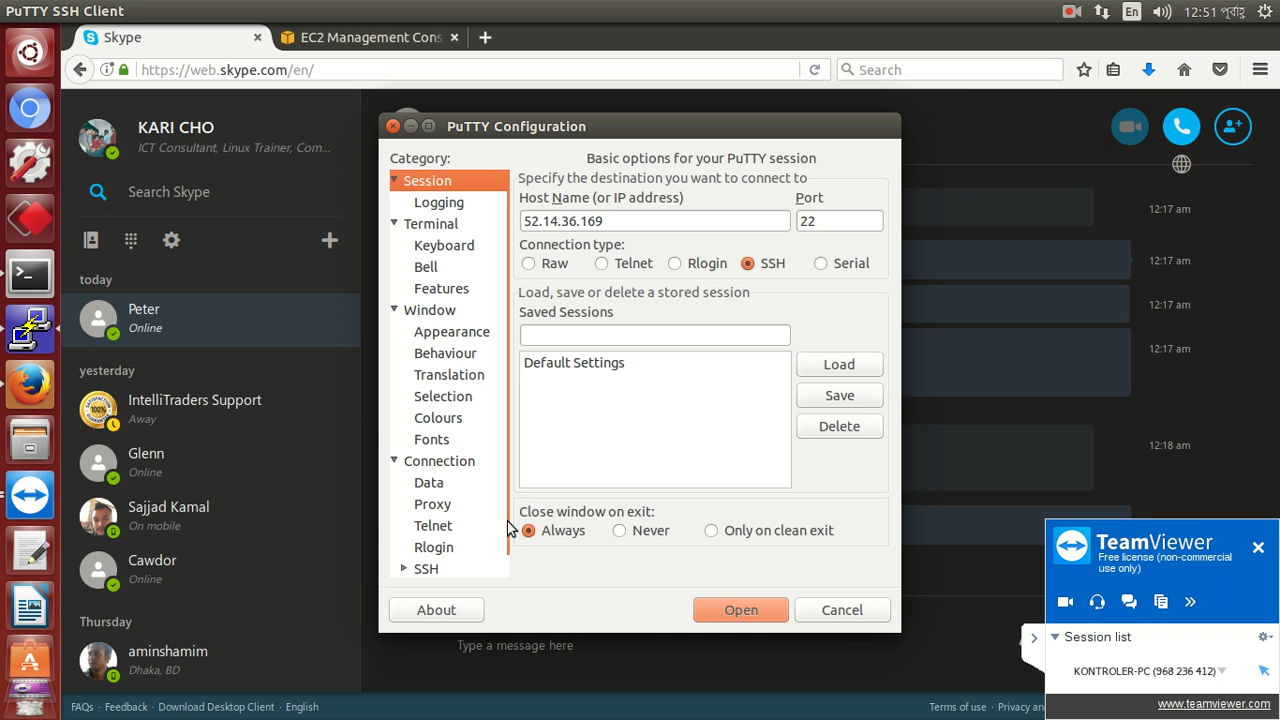 PuTTY SSH Client
En
12:51 পূর্বাহ্ণ
Skype
EC2 Management Cons
https://web.skype.com/en/
Search
KARI CHO
ICT Consultant, Linux Trainer, Com...
Search Skype
today
Peter
Online
yesterday
IntelliTraders Support
Away
Glenn
Online
Sajjad Kamal
On mobile
Cawdor
Online
Thursday
aminshamim
Dhaka, BD
FAQs · Feedback · Download Desktop Client · English
PuTTY Configuration
Category:
Session
Logging
Terminal
Keyboard
Bell
Features
Window
Appearance
Behaviour
Translation
Selection
Colours
Fonts
Connection
Data
Proxy
Telnet
Rlogin
SSH
Basic options for your PuTTY session
Specify the destination you want to connect to
Host Name (or IP address)
Port
52.14.36.169
22
Connection type:
Raw
Telnet
Rlogin
SSH
Serial
Load, save or delete a stored session
Saved Sessions
Default Settings
Load
Save
Delete
Close window on exit:
Always
Never
Only on clean exit
About
Open
Cancel
Type a message here
12:17 am
12:17 am
12:17 am
12:17 am
12:18 am
TeamViewer
Free license (non-commercial
use only)
Session list
KONTROLER-PC (968 236 412)
www.teamviewer.com
Terms of use · Privacy an